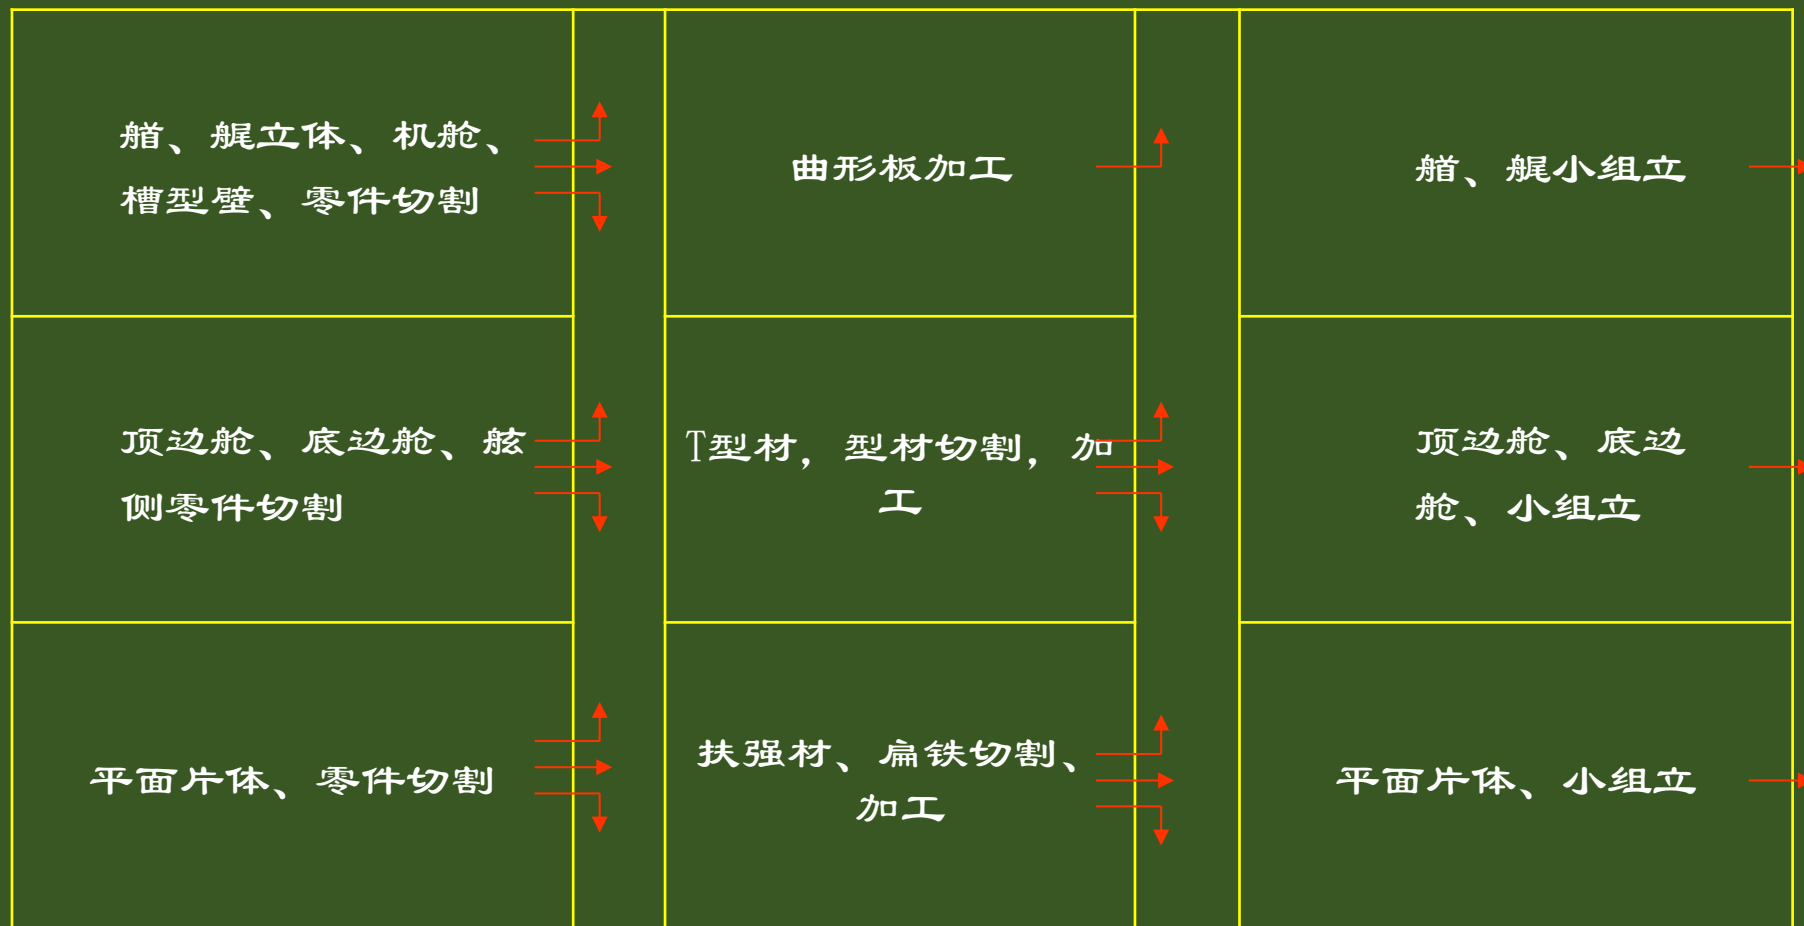 艏、艉立体、机舱、
槽型壁、零件切割
曲形板加工
艏、艉小组立
顶边舱、底边舱、舷
侧零件切割
T型材，型材切割，加
工
顶边舱、底边
舱、小组立
平面片体、零件切割
扶强材、扁铁切割、
加工
平面片体、小组立